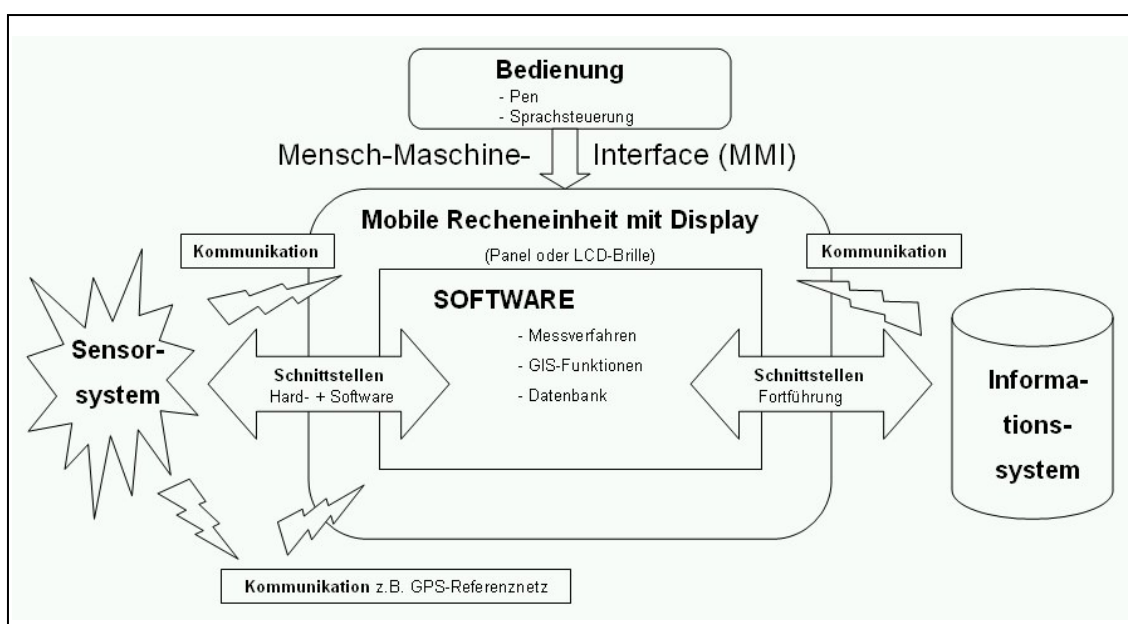 Bedienung
- Pen
- Sprachsteuerung
Mensch-Maschine- Interface (MMI)
Mobile Recheneinheit mit Display
(Panel oder LCD-Brille)
Kommunikation
Kommunikation
SOFTWARE
- Messverfahren
- GIS-Funktionen
- Datenbank
Sensor-
system
Schnittstellen
Hard- + Software
Schnittstellen
Fortführung
Informa-
tions-
system
Kommunikation z.B. GPS-Referenznetz